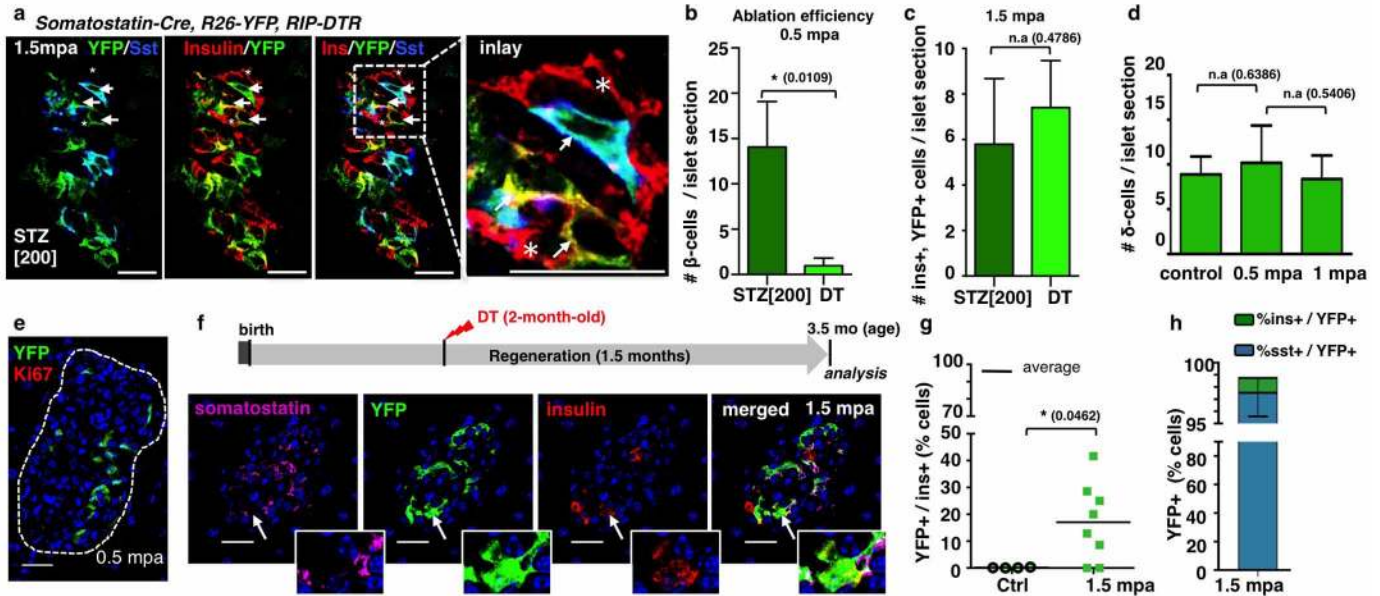 a
Somatostatin-Cre, R26-YFP, RIP-DTR
1.5mpa YFP/Sst
Insulin/YFP
Ins/YFP/Sst
inlay
STZ
[200]
b
Ablation efficiency
0.5 mpa
# β-cells / islet section
25
20
15
10
5
0
* (0.0109)
STZ[200] DT
c
1.5 mpa
# ins+, YFP+ cells / islet section
10
8
6
4
2
0
n.a (0.4786)
STZ[200] DT
d
# δ-cells / islet section
20
15
10
5
0
n.a (0.6386)
n.a (0.5406)
control 0.5 mpa 1 mpa
e
YFP
Ki67
0.5 mpa
f
birth
DT (2-month-old)
3.5 mo (age)
Regeneration (1.5 months)
analysis
somatostatin
YFP
insulin
merged 1.5 mpa
g
YFP+ / ins+ (% cells)
100
90
80
70
50
40
30
20
10
0
average
* (0.0462)
Ctrl 1.5 mpa
h
%ins+ / YFP+
%sst+ / YFP+
YFP+ (% cells)
100
95
80
60
40
20
0
1.5 mpa